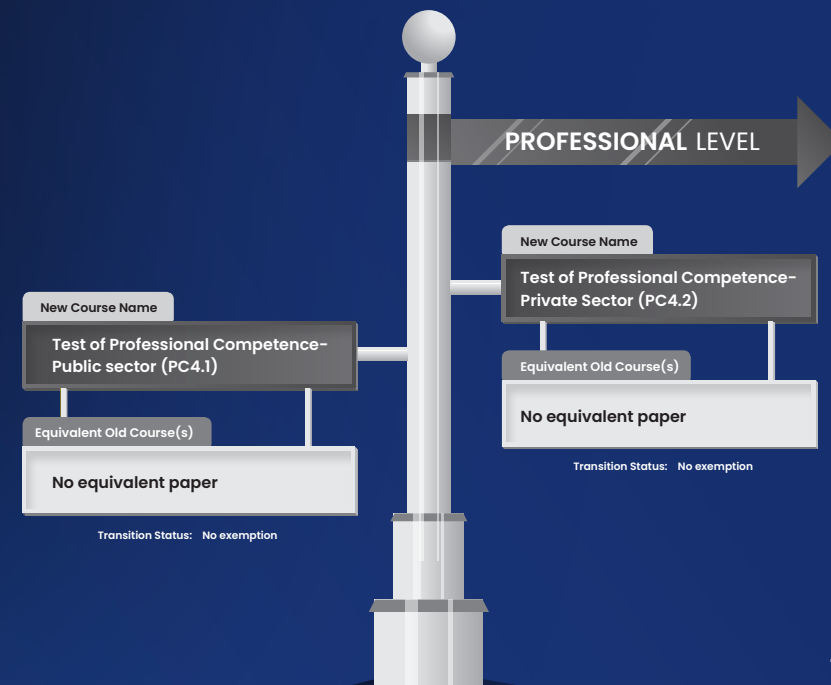 PROFESSIONAL LEVEL
New Course Name
Test of Professional Competence-
Private Sector (PC4.2)
Equivalent Old Course(s)
No equivalent paper
Transition Status: No exemption
New Course Name
Test of Professional Competence-
Public sector (PC4.1)
Equivalent Old Course(s)
No equivalent paper
Transition Status: No exemption